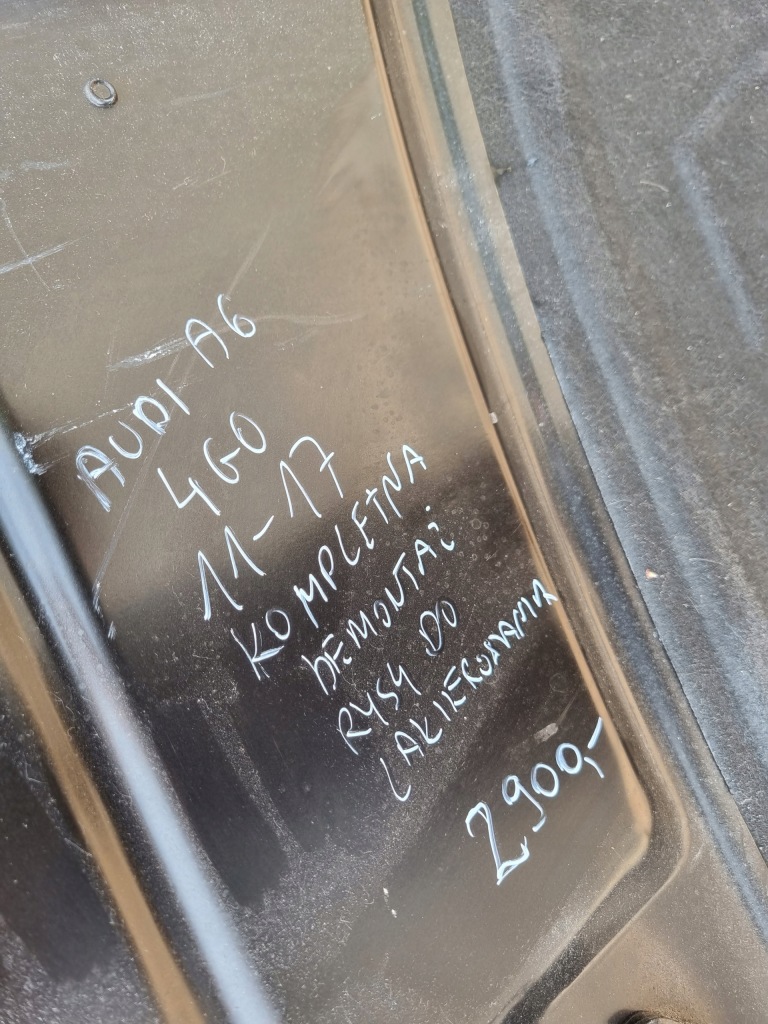 AUDI A6
4G0
11-17
KOMPLETNA
DEMONTAŻ
RYSY DO
LAKIEROWANIA
2900,-